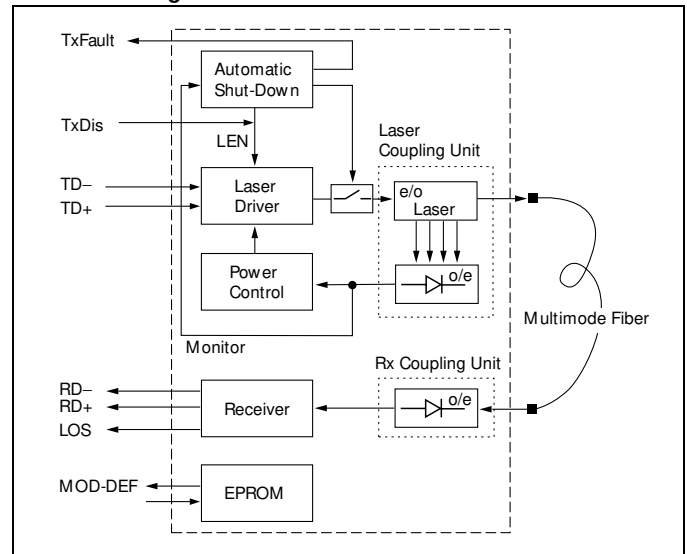 TxFault
Automatic
Shut-Down
TxDis
LEN
Laser
Coupling Unit
TD–
TD+
Laser
Driver
e/o
Laser
Power
Control
o/e
Multimode Fiber
Monitor
Rx Coupling Unit
RD–
RD+
LOS
Receiver
o/e
MOD-DEF
EPROM